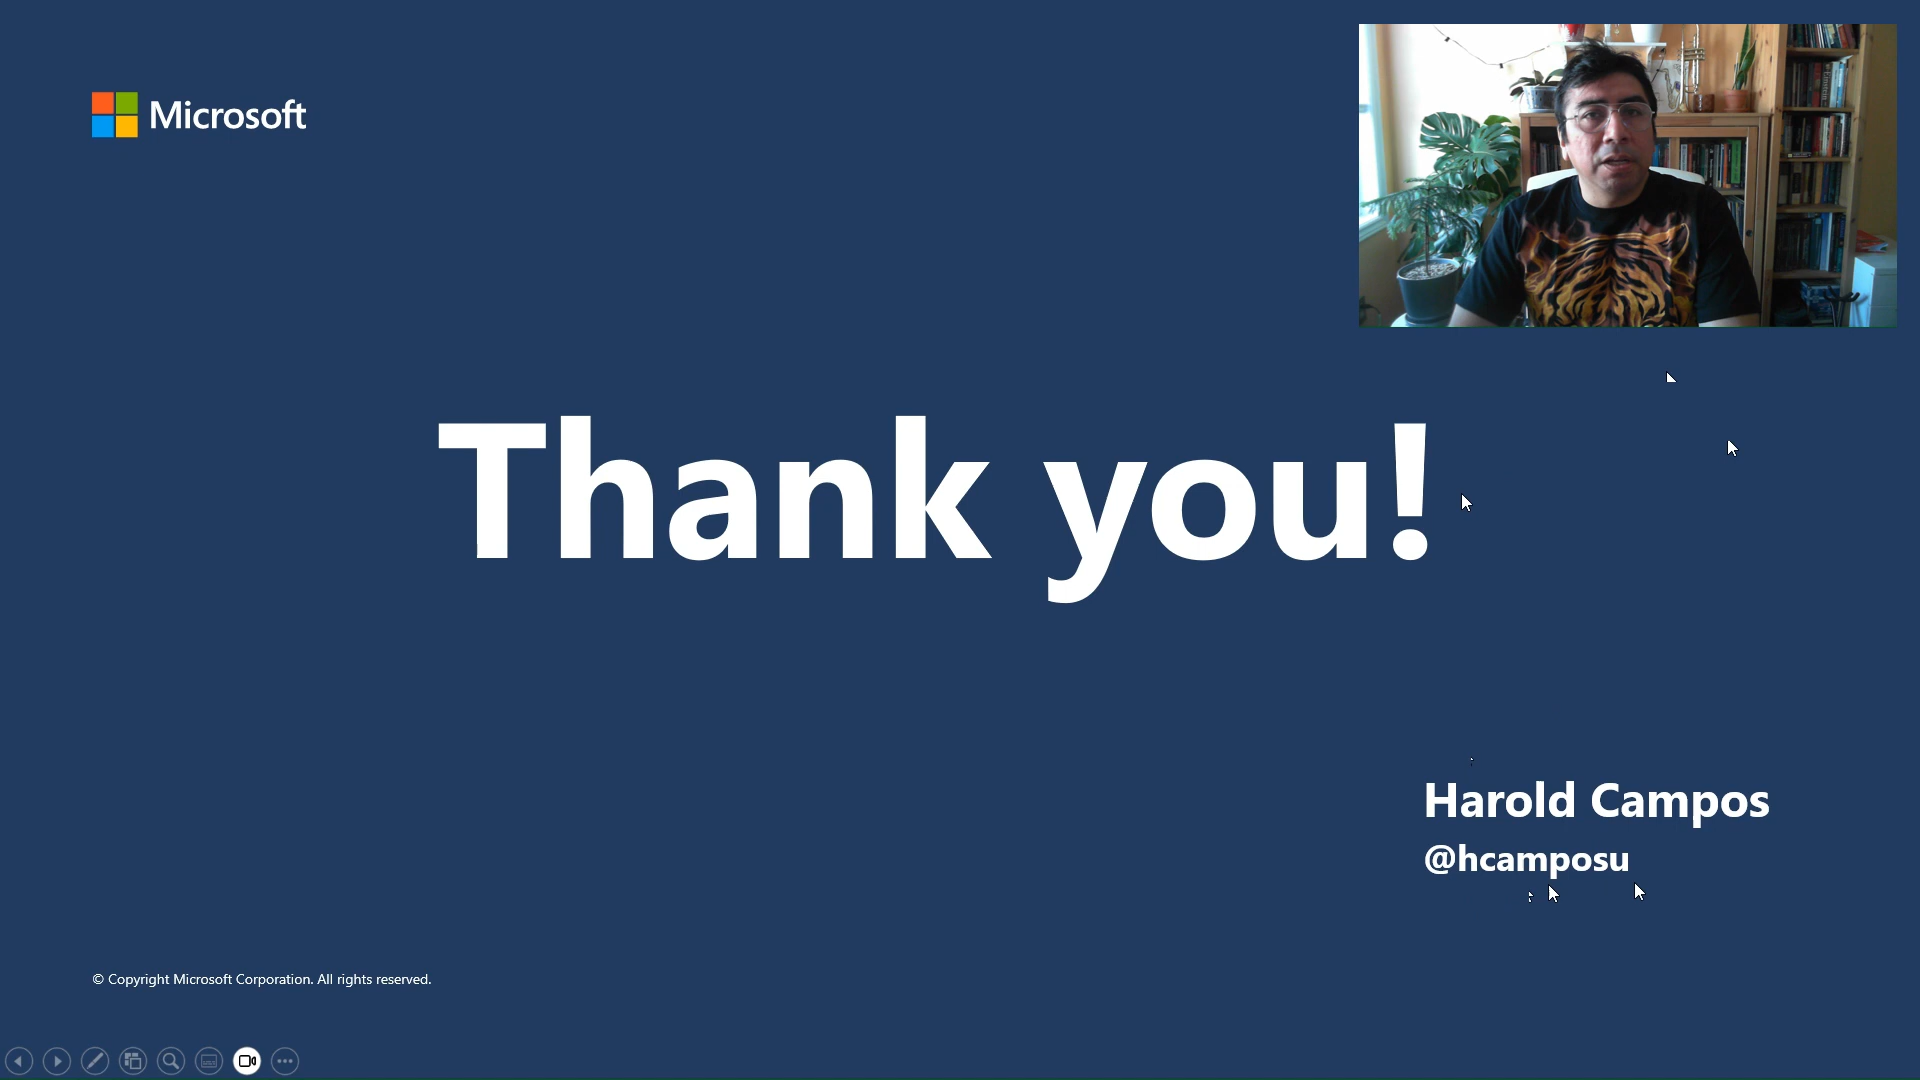 Microsoft
Thank you!
Harold Campos
@hcamposu
© Copyright Microsoft Corporation. All rights reserved.